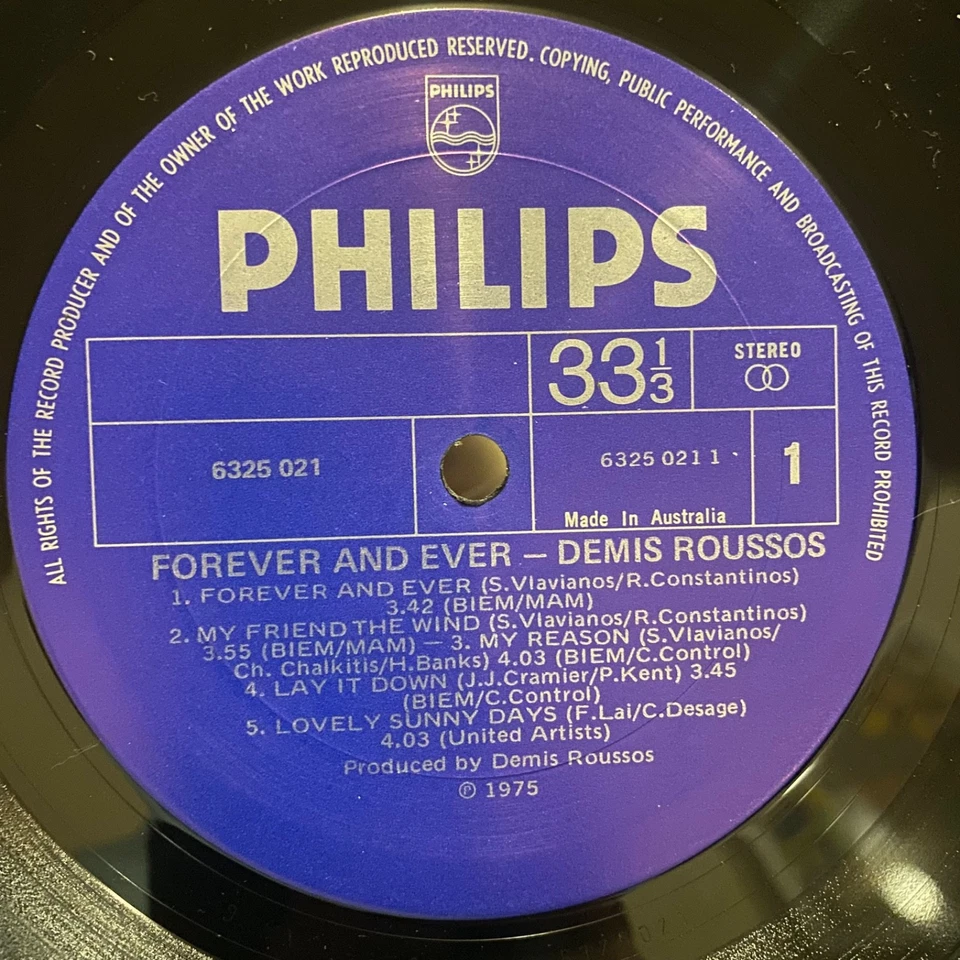 ALL RIGHTS OF THE RECORD PRODUCER AND OF THE OWNER OF THE WORK REPRODUCED RESERVED. COPYING, PUBLIC PERFORMANCE AND BROADCASTING OF THIS RECORD PROHIBITED
PHILIPS
PHILIPS
33 1/3
STEREO
6325 021
6325 021 1
1
Made In Australia
FOREVER AND EVER — DEMIS ROUSSOS
1. FOREVER AND EVER (S.Vlavianos/R.Constantinos)
3.42 (BIEM/MAM)
2. MY FRIEND THE WIND (S.Vlavianos/R.Constantinos)
3.55 (BIEM/MAM) — 3. MY REASON (S.Vlavianos/
Ch. Chalkitis/H.Banks) 4.03 (BIEM/C.Control)
4. LAY IT DOWN (J.J.Cramier/P.Kent) 3.45
(BIEM/C.Control)
5. LOVELY SUNNY DAYS (F.Lai/C.Desage)
4.03 (United Artists)
Produced by Demis Roussos
℗ 1975